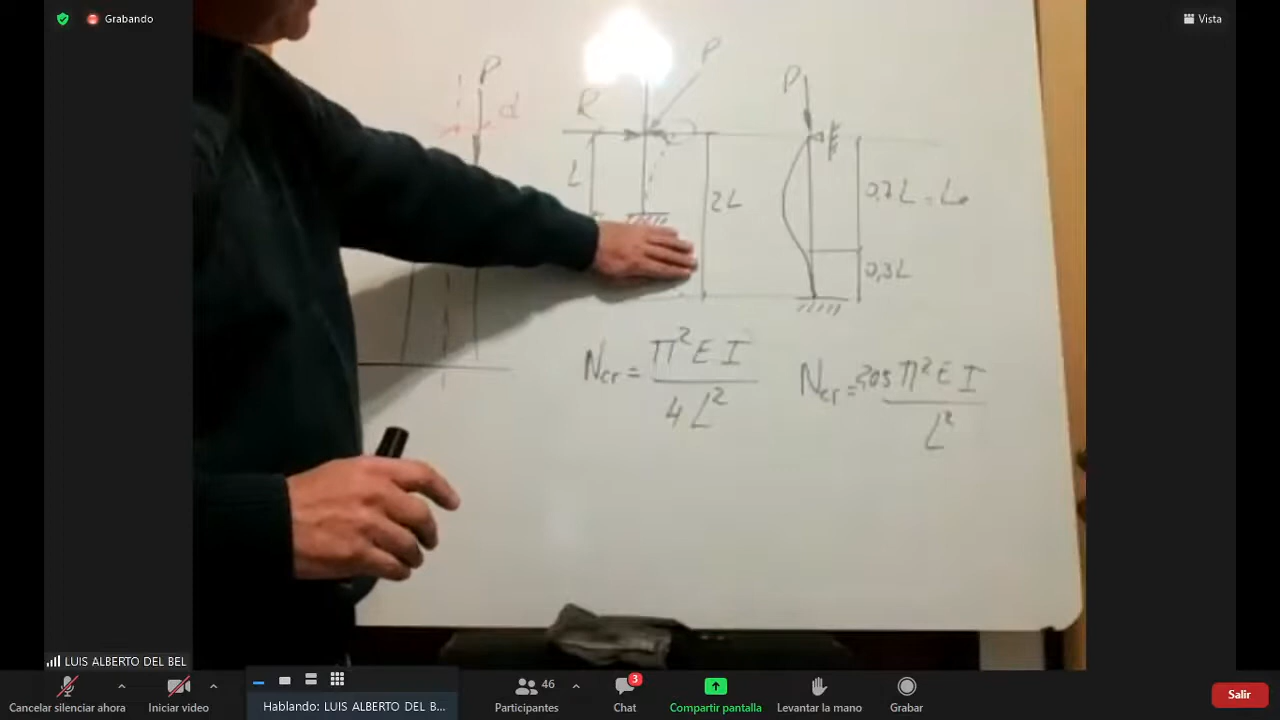 Grabando
Vista
P
d
R
P
P
L
2L
0,7L = Le
0,3L
Ncr = Π² E I / 4 L²
Ncr = 2,05 Π² E I / L²
LUIS ALBERTO DEL BEL
Cancelar silenciar ahora
Iniciar video
Hablando: LUIS ALBERTO DEL B...
46
Participantes
3
Chat
Compartir pantalla
Levantar la mano
Grabar
Salir